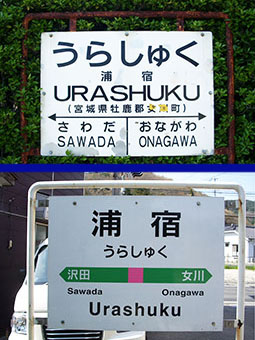 うらしゅく
浦宿
URASHUKU
(宮城県牡鹿郡女川町)
さわだ おながわ
SAWADA ONAGAWA
浦宿
うらしゅく
沢田 女川
Sawada Onagawa
Urashuku